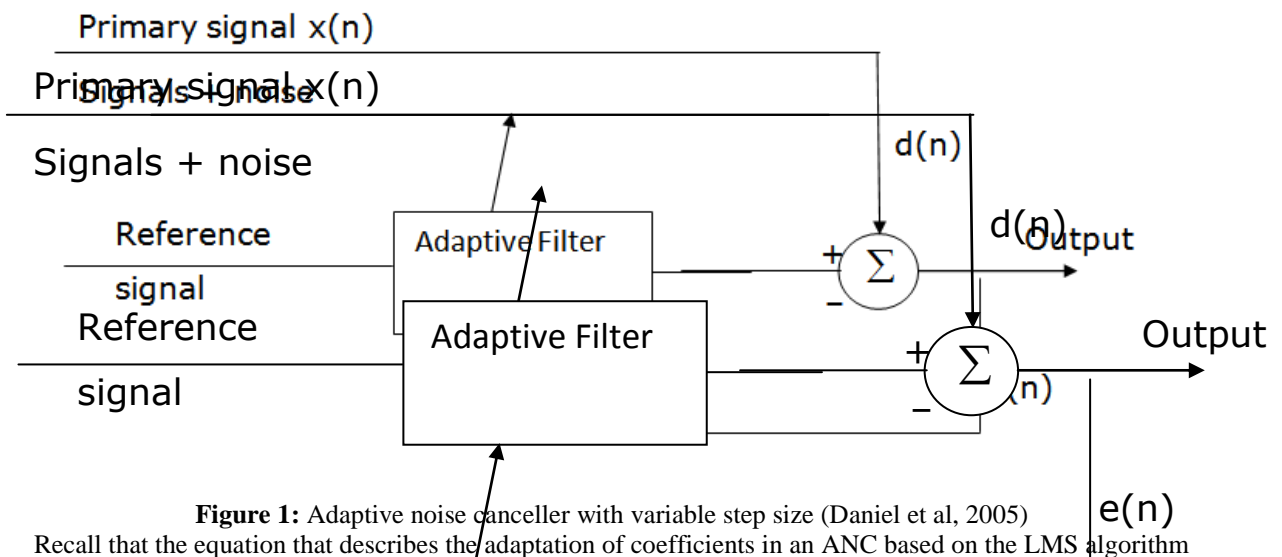 Primary signal x(n)
Primary signal x(n)
Signals + noise
d(n)
Signals + noise
d(n)
Reference
Adaptive Filter
Output
+
Σ
signal
−
Reference
Adaptive Filter
Output
+
Σ
signal
(n)
−
e(n)
Figure 1: Adaptive noise canceller with variable step size (Daniel et al, 2005)
Recall that the equation that describes the adaptation of coefficients in an ANC based on the LMS algorithm